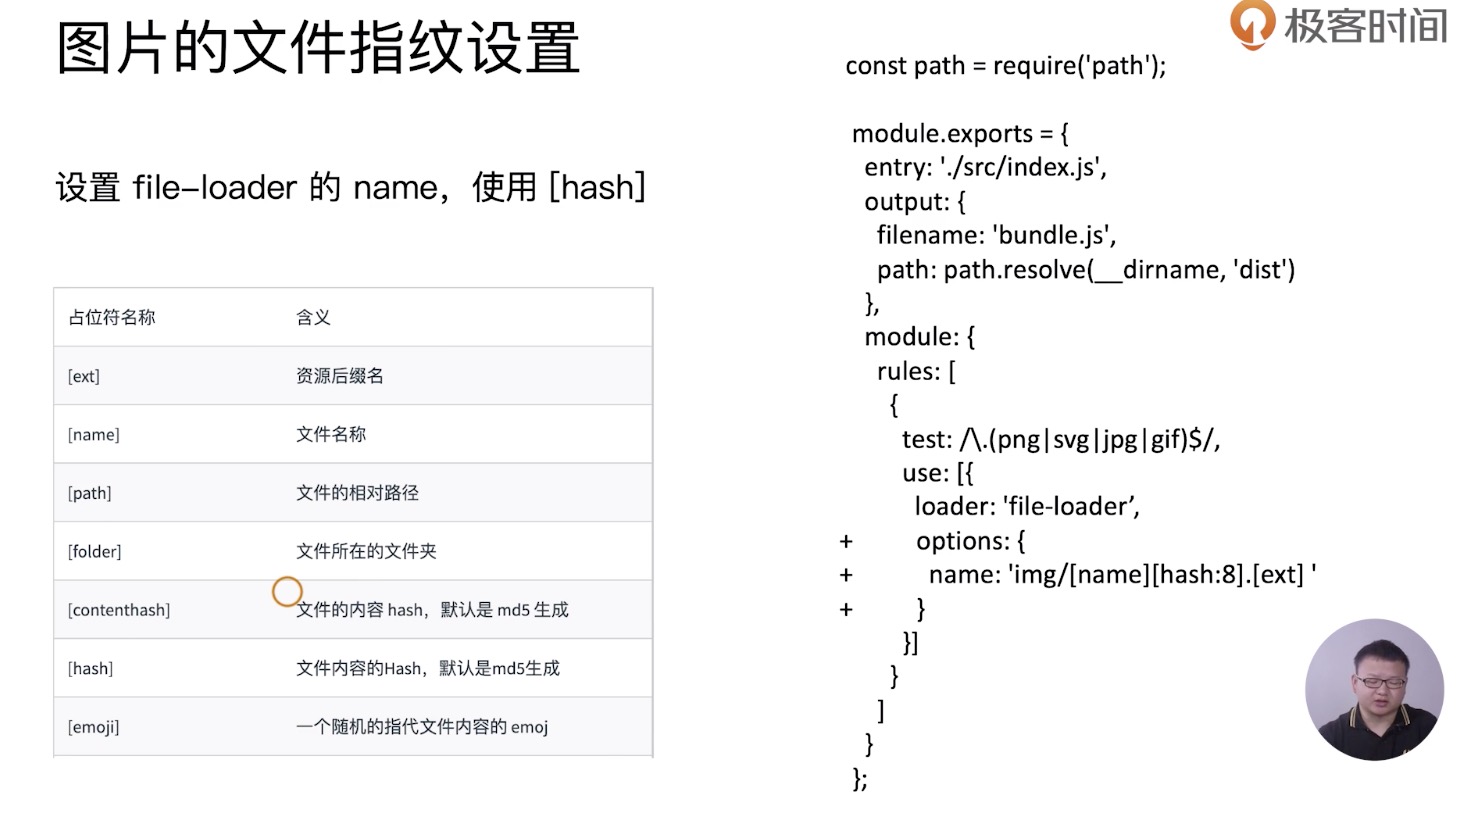 图片的文件指纹设置
极客时间
设置 file-loader 的 name，使用 [hash]
占位符名称 含义
[ext] 资源后缀名
[name] 文件名称
[path] 文件的相对路径
[folder] 文件所在的文件夹
[contenthash] 文件的内容 hash，默认是 md5 生成
[hash] 文件内容的Hash，默认是md5生成
[emoji] 一个随机的指代文件内容的 emoj
const path = require('path');
module.exports = {
entry: './src/index.js',
output: {
filename: 'bundle.js',
path: path.resolve(__dirname, 'dist')
},
module: {
rules: [
{
test: /\.(png|svg|jpg|gif)$/,
use: [{
loader: 'file-loader’,
+ options: {
+ name: 'img/[name][hash:8].[ext] '
+ }
}]
}
]
}
};